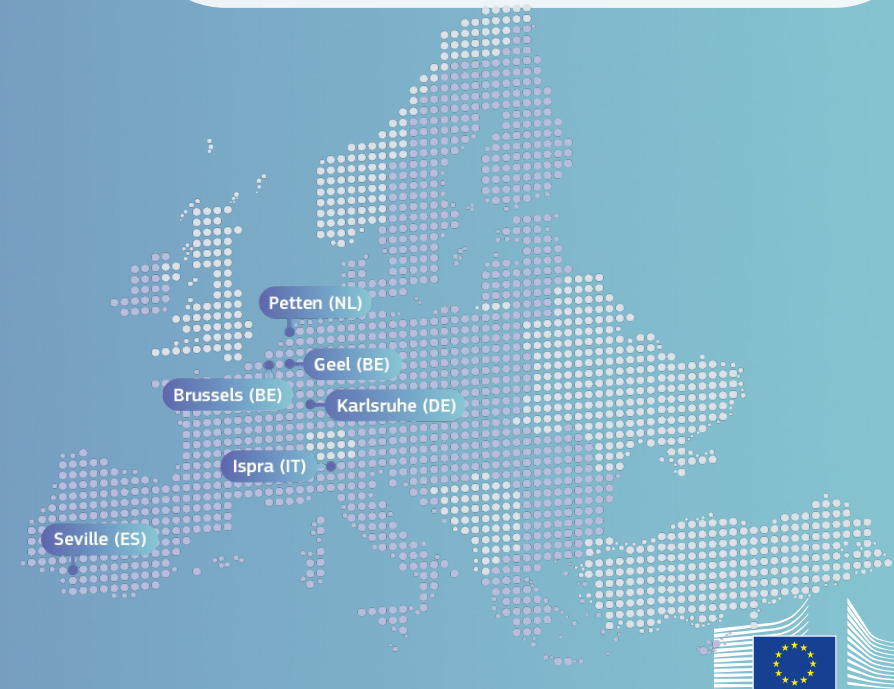 Petten (NL)
Geel (BE)
Brussels (BE)
Karlsruhe (DE)
Ispra (IT)
Seville (ES)